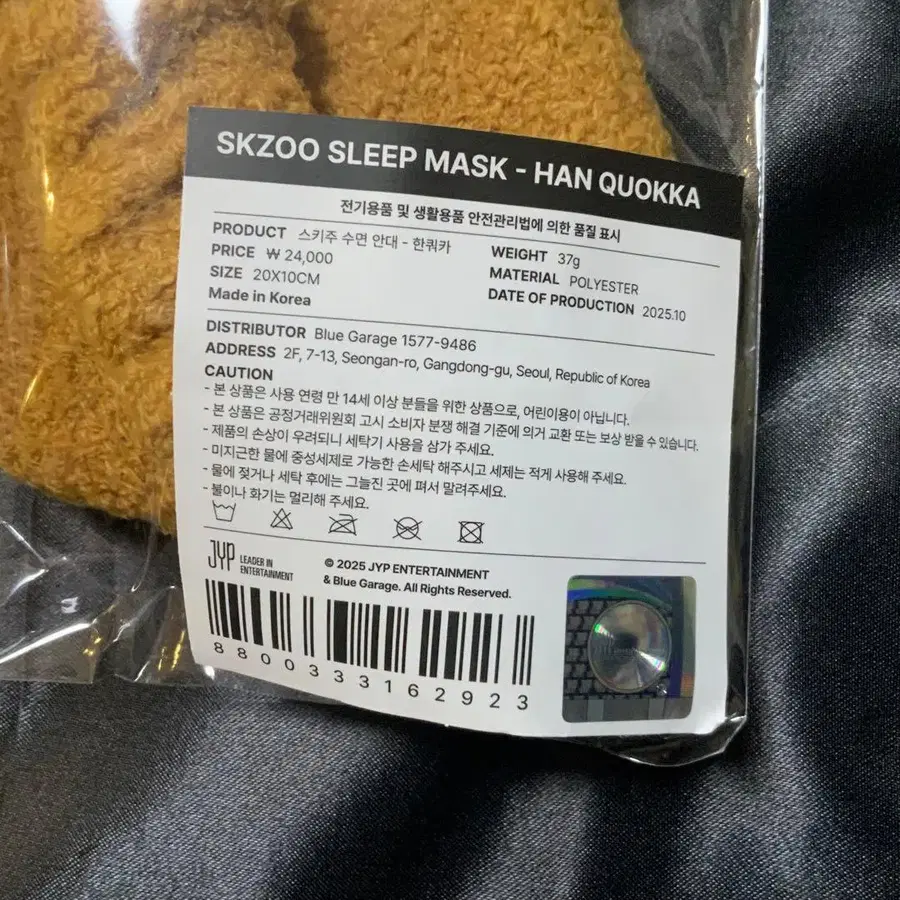 SKZOO SLEEP MASK - HAN QUOKKA
전기용품 및 생활용품 안전관리법에 의한 품질 표시
PRODUCT 스키주 수면 안대 - 한쿼카
PRICE ₩ 24,000
SIZE 20X10CM
Made in Korea
WEIGHT 37g
MATERIAL POLYESTER
DATE OF PRODUCTION 2025.10
DISTRIBUTOR Blue Garage 1577-9486
ADDRESS 2F, 7-13, Seongan-ro, Gangdong-gu, Seoul, Republic of Korea
CAUTION
- 본 상품은 사용 연령 만 14세 이상 분들을 위한 상품으로, 어린이용이 아닙니다.
- 본 상품은 공정거래위원회 고시 소비자 분쟁 해결 기준에 의거 교환 또는 보상 받을 수 있습니다.
- 제품의 손상이 우려되니 세탁기 사용을 삼가 주세요.
- 미지근한 물에 중성세제로 가능한 손세탁 해주시고 세제는 적게 사용해 주세요.
- 물에 젖거나 세탁 후에는 그늘진 곳에 펴서 말려주세요.
- 불이나 화기는 멀리해 주세요.
JYP LEADER IN
ENTERTAINMENT
© 2025 JYP ENTERTAINMENT
& Blue Garage. All Rights Reserved.
8800333162923